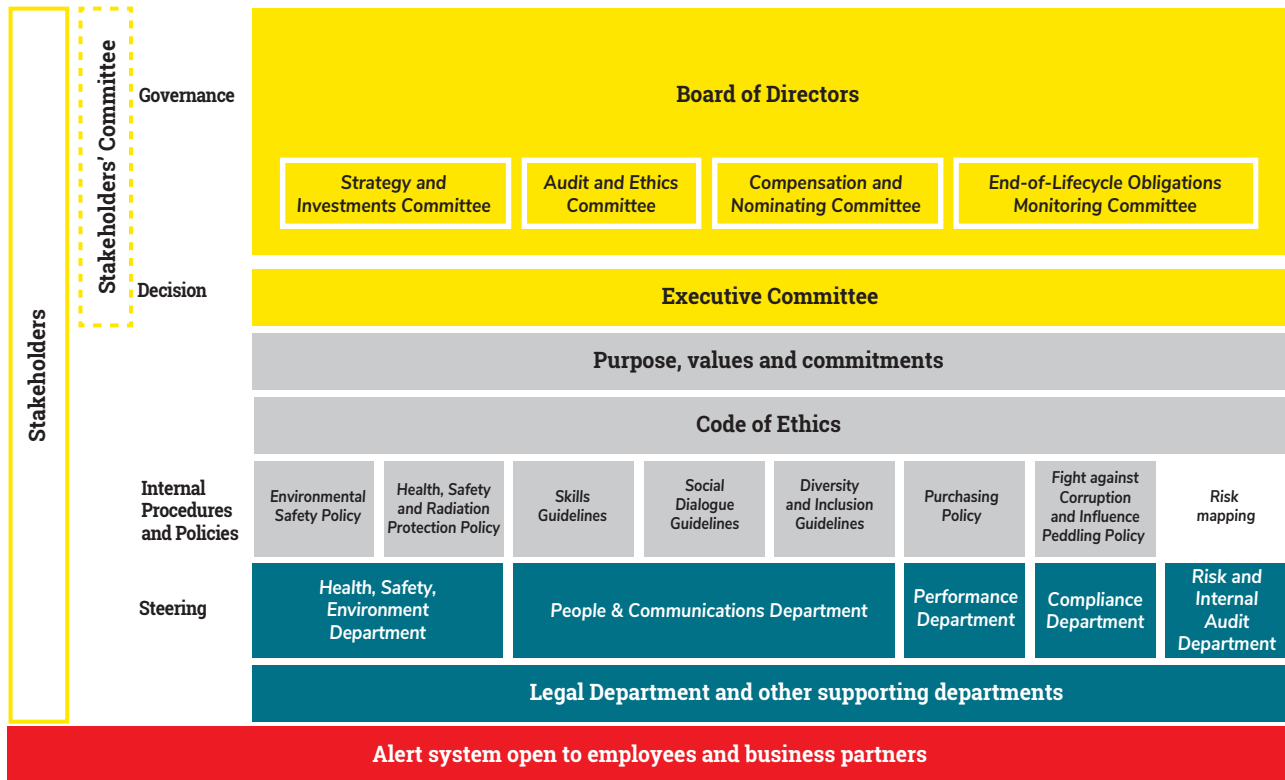 Stakeholders
Stakeholders’ Committee
Governance
Board of Directors
Strategy and
Investments Committee
Audit and Ethics
Committee
Compensation and
Nominating Committee
End-of-Lifecycle Obligations
Monitoring Committee
Decision
Executive Committee
Purpose, values and commitments
Code of Ethics
Internal
Procedures
and Policies
Environmental
Safety Policy
Health, Safety
and Radiation
Protection Policy
Skills
Guidelines
Social
Dialogue
Guidelines
Diversity
and Inclusion
Guidelines
Purchasing
Policy
Fight against
Corruption
and Influence
Peddling Policy
Risk
mapping
Steering
Health, Safety,
Environment
Department
People & Communications Department
Performance
Department
Compliance
Department
Risk and
Internal
Audit
Department
Legal Department and other supporting departments
Alert system open to employees and business partners